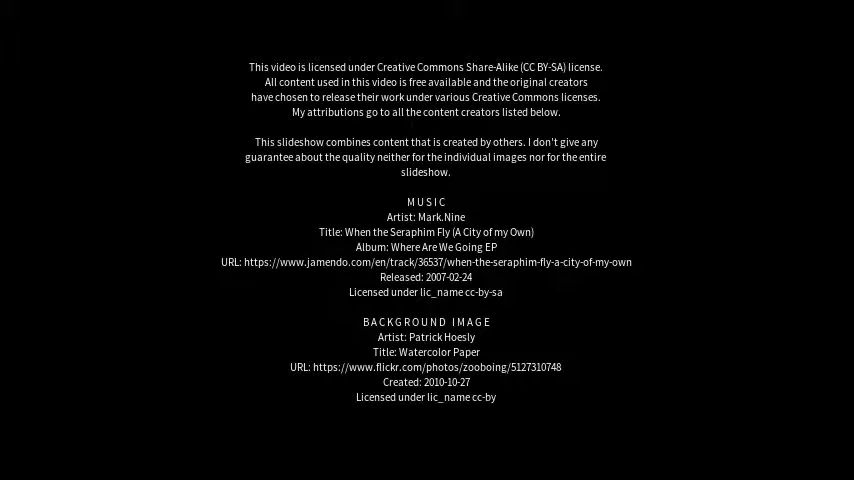 This video is licensed under Creative Commons Share-Alike (CC BY-SA) license.
All content used in this video is free available and the original creators
have chosen to release their work under various Creative Commons licenses.
My attributions go to all the content creators listed below.
This slideshow combines content that is created by others. I don't give any
guarantee about the quality neither for the individual images nor for the entire
slideshow.
MUSIC
Artist: Mark.Nine
Title: When the Seraphim Fly (A City of my Own)
Album: Where Are We Going EP
URL: https://www.jamendo.com/en/track/36537/when-the-seraphim-fly-a-city-of-my-own
Released: 2007-02-24
Licensed under lic_name cc-by-sa
BACKGROUND IMAGE
Artist: Patrick Hoesly
Title: Watercolor Paper
URL: https://www.flickr.com/photos/zooboing/5127310748
Created: 2010-10-27
Licensed under lic_name cc-by